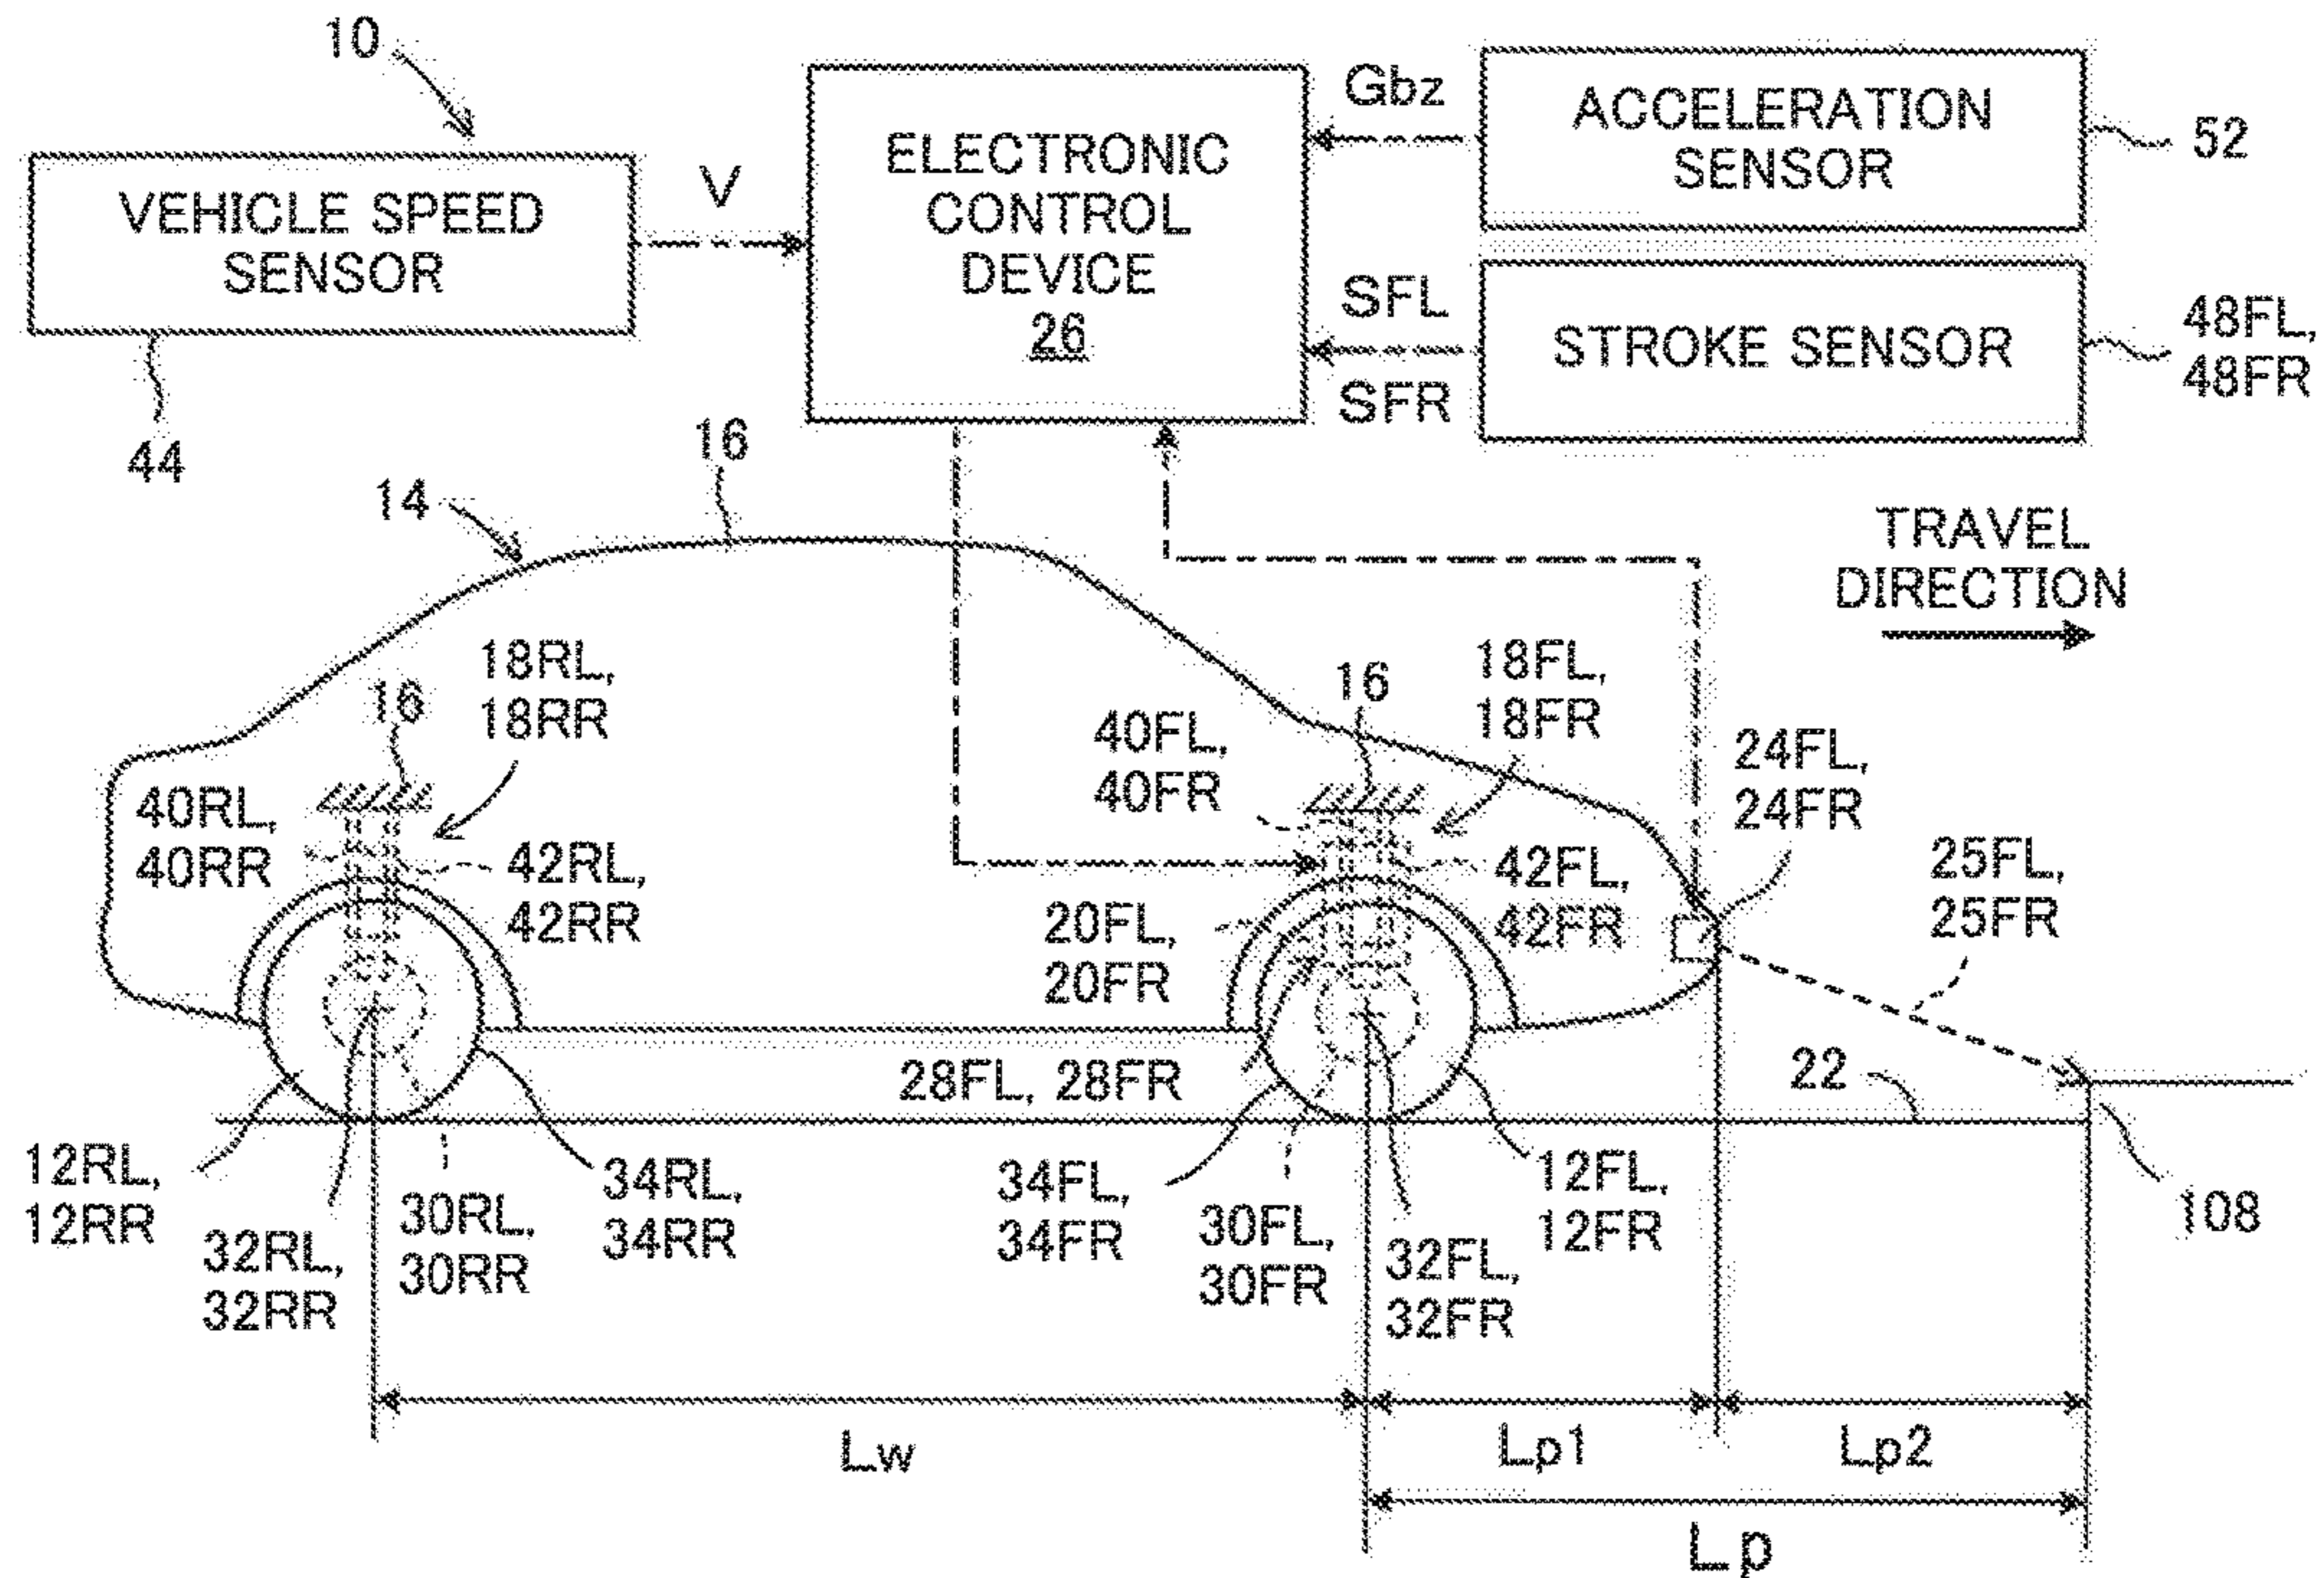 10
VEHICLE SPEED
SENSOR
44
V
ELECTRONIC
CONTROL
DEVICE
26
Gbz
ACCELERATION
SENSOR
52
SFL
SFR
STROKE SENSOR
48FL,
48FR
14
16
TRAVEL
DIRECTION
16
18RL,
18RR
40RL,
40RR
42RL,
42RR
40FL,
40FR
16
18FL,
18FR
42FL,
42FR
20FL,
20FR
24FL,
24FR
25FL,
25FR
28FL, 28FR
22
12RL,
12RR
32RL,
32RR
30RL,
30RR
34RL,
34RR
34FL,
34FR
30FL,
30FR
32FL,
32FR
12FL,
12FR
108
Lw
Lp1
Lp2
Lp